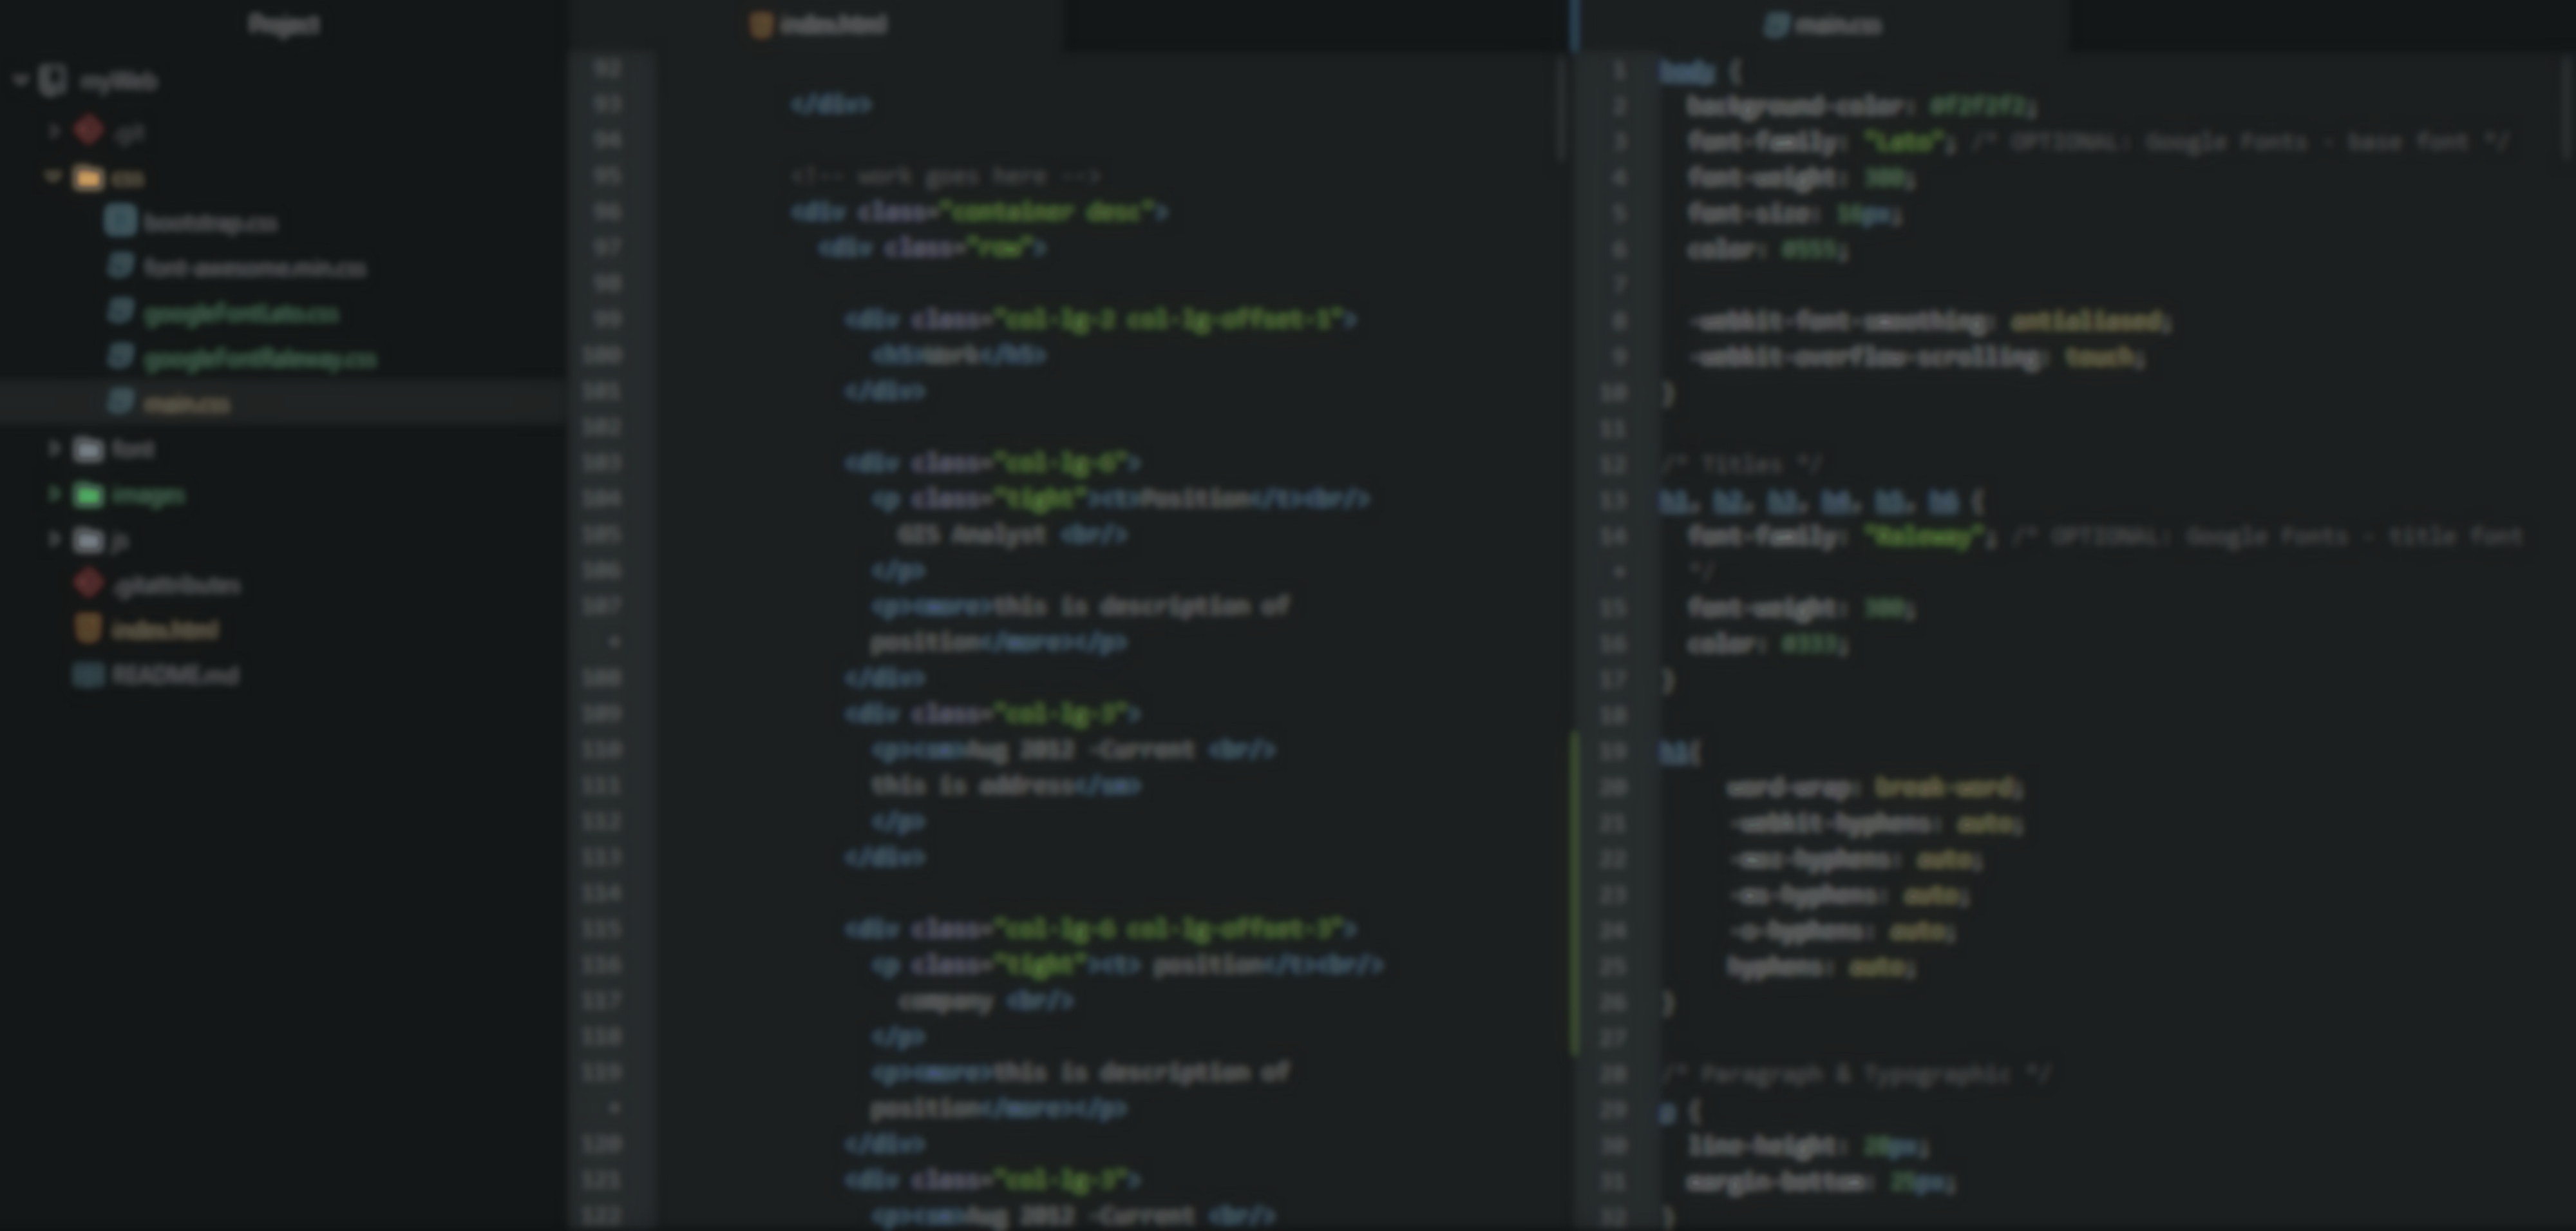 Project
myWeb
.git
css
bootstrap.css
font-awesome.min.css
googleFontLato.css
googleFontRaleway.css
main.css
font
images
js
.gitattributes
index.html
README.md
index.html
92
93 </div>
94
95 <!-- work goes here -->
96 <div class="container desc">
97 <div class="row">
98
99 <div class="col-lg-2 col-lg-offset-1">
100 <h5>Work</h5>
101 </div>
102
103 <div class="col-lg-6">
104 <p class="tight"><t>Position</t><br/>
105 GIS Analyst <br/>
106 </p>
107 <p><more>this is description of
• position</more></p>
108 </div>
109 <div class="col-lg-3">
110 <p><sm>Aug 2012 -Current <br/>
111 this is address</sm>
112 </p>
113 </div>
114
115 <div class="col-lg-6 col-lg-offset-3">
116 <p class="tight"><t> position</t><br/>
117 company <br/>
118 </p>
119 <p><more>this is description of
• position</more></p>
120 </div>
121 <div class="col-lg-3">
122 <p><sm>Aug 2012 -Current <br/>
main.css
1 body {
2 background-color: #f2f2f2;
3 font-family: "Lato"; /* OPTIONAL: Google Fonts - base font */
4 font-weight: 300;
5 font-size: 16px;
6 color: #555;
7
8 -webkit-font-smoothing: antialiased;
9 -webkit-overflow-scrolling: touch;
10 }
11
12 /* Titles */
13 h1, h2, h3, h4, h5, h6 {
14 font-family: "Raleway"; /* OPTIONAL: Google Fonts - title font
• */
15 font-weight: 300;
16 color: #333;
17 }
18
19 {
20 word-wrap: break-word;
21 -webkit-hyphens: auto;
22 -moz-hyphens: auto;
23 -ms-hyphens: auto;
24 -o-hyphens: auto;
25 hyphens: auto;
26 }
27
28 /* Paragraph & Typographic */
29 p {
30 line-height: 28px;
31 margin-bottom: 25px;
32 }